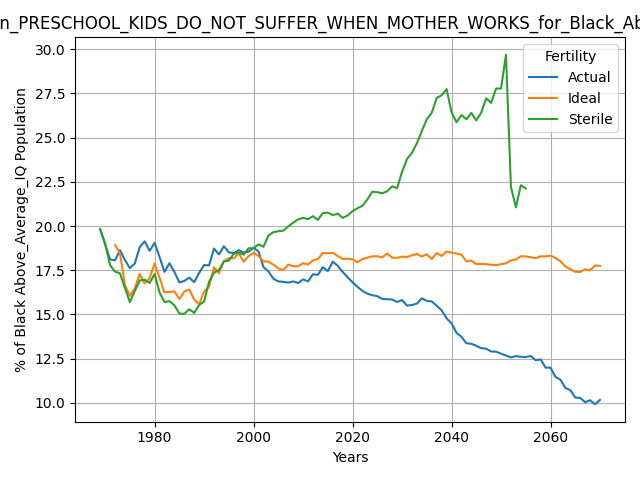 n_PRESCHOOL_KIDS_DO_NOT_SUFFER_WHEN_MOTHER_WORKS_for_Black_Ab
30.0
27.5
25.0
22.5
20.0
17.5
15.0
12.5
10.0
% of Black Above_Average_IQ Population
Fertility
Actual
Ideal
Sterile
1980
2000
2020
2040
2060
Years